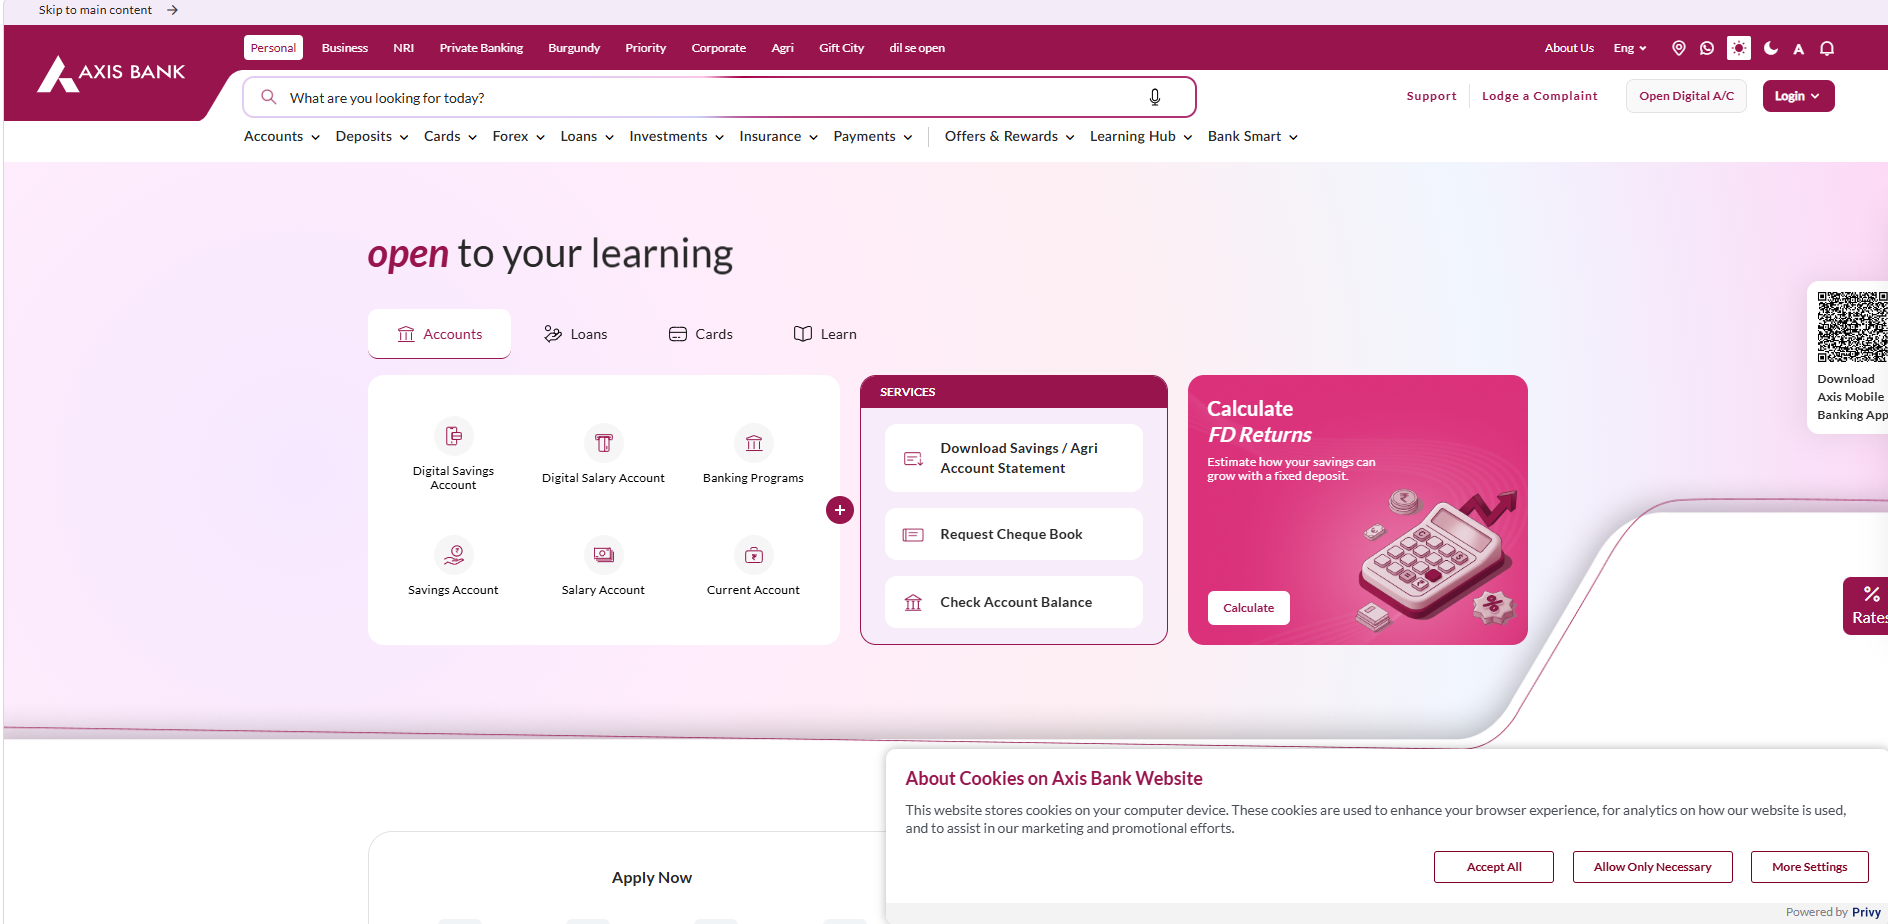 Skip to main content
AXIS BANK
Personal
Business
NRI
Private Banking
Burgundy
Priority
Corporate
Agri
Gift City
dil se open
About Us
Eng
A
What are you looking for today?
Support
Lodge a Complaint
Open Digital A/C
Login
Accounts
Deposits
Cards
Forex
Loans
Investments
Insurance
Payments
Offers & Rewards
Learning Hub
Bank Smart
open to your learning
Accounts
Loans
Cards
Learn
Digital Savings
Account
Digital Salary Account
Banking Programs
Savings Account
Salary Account
Current Account
+
SERVICES
Download Savings / Agri
Account Statement
Request Cheque Book
Check Account Balance
Calculate
FD Returns
Estimate how your savings can
grow with a fixed deposit.
Calculate
Download
Axis Mobile
Banking App
%
Rates
Apply Now
About Cookies on Axis Bank Website
This website stores cookies on your computer device. These cookies are used to enhance your browser experience, for analytics on how our website is used,
and to assist in our marketing and promotional efforts.
Accept All
Allow Only Necessary
More Settings
Powered by Privy